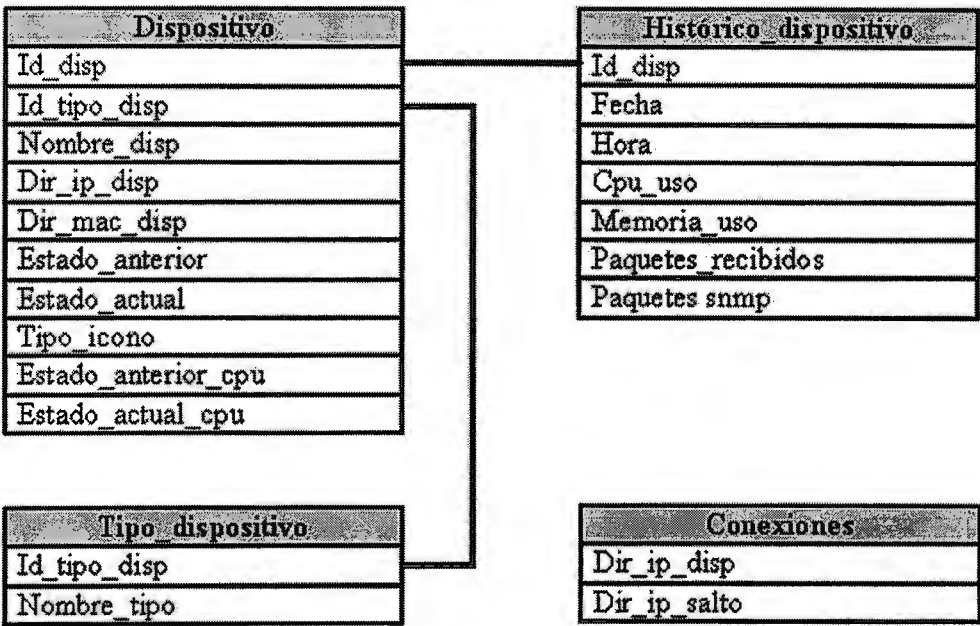 Dispositivo
Id_disp
Id_tipo_disp
Nombre_disp
Dir_ip_disp
Dir_mac_disp
Estado_anterior
Estado_actual
Tipo_icono
Estado_anterior_cpu
Estado_actual_cpu
Histórico_dispositivo
Id_disp
Fecha
Hora
Cpu_uso
Memoria_uso
Paquetes_recibidos
Paquetes snmp
Tipo_dispositivo
Id_tipo_disp
Nombre_tipo
Conexiones
Dir_ip_disp
Dir_ip_salto